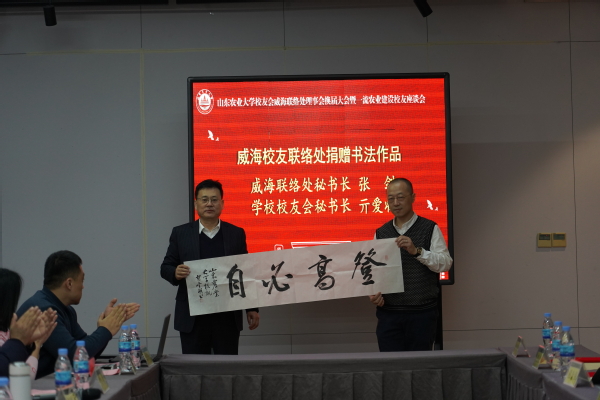 山东农业大学校友会威海联络处理事会换届大会暨一流农业建设校友座谈会
威海校友联络处捐赠书法作品
威海联络处秘书长 张
学校校友会秘书长 亓爱
登高必自